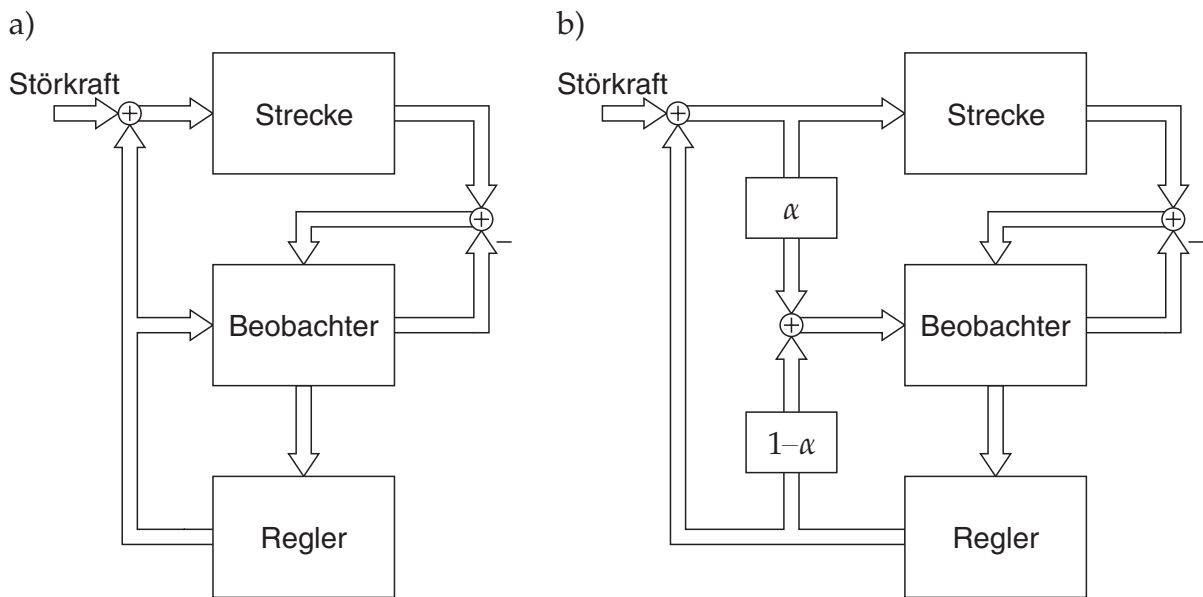 a)
Störkraft
Strecke
Beobachter
Regler
b)
Störkraft
Strecke
α
Beobachter
1–α
Regler